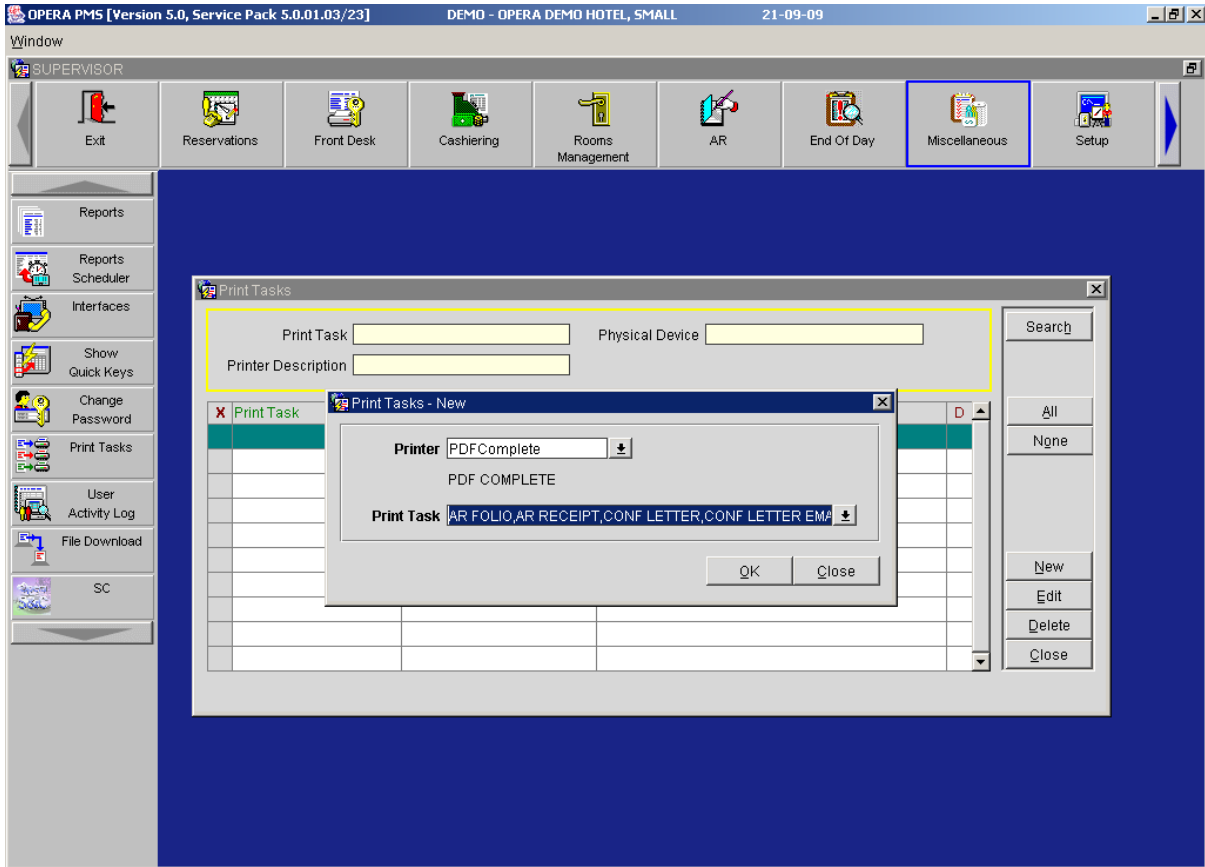 OPERA PMS [Version 5.0, Service Pack 5.0.01.03/23] DEMO - OPERA DEMO HOTEL, SMALL 21-09-09
Window
SUPERVISOR
Exit
Reservations
Front Desk
Cashiering
Rooms
Management
AR
End Of Day
Miscellaneous
Setup
Reports
Reports
Scheduler
Interfaces
Show
Quick Keys
Change
Password
Print Tasks
User
Activity Log
File Download
SC
Print Tasks
Print Task
Physical Device
Printer Description
Search
X Print Task
D
All
None
Print Tasks - New
Printer PDFComplete
PDF COMPLETE
Print Task AR FOLIO,AR RECEIPT,CONF LETTER,CONF LETTER EMA
OK Close
New
Edit
Delete
Close